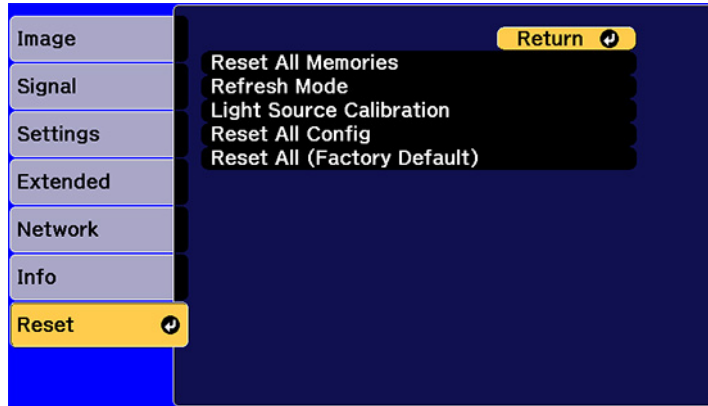 Image
Signal
Settings
Extended
Network
Info
Reset
Return
Reset All Memories
Refresh Mode
Light Source Calibration
Reset All Config
Reset All (Factory Default)